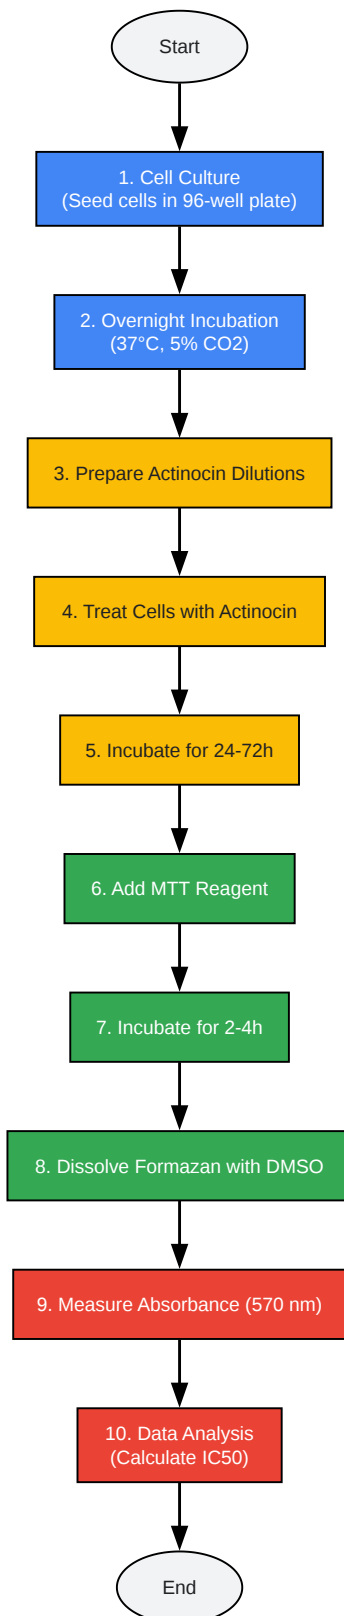 Start
1. Cell Culture
(Seed cells in 96-well plate)
2. Overnight Incubation
(37°C, 5% CO2)
3. Prepare Actinocin Dilutions
4. Treat Cells with Actinocin
5. Incubate for 24-72h
6. Add MTT Reagent
7. Incubate for 2-4h
8. Dissolve Formazan with DMSO
9. Measure Absorbance (570 nm)
10. Data Analysis
(Calculate IC50)
End